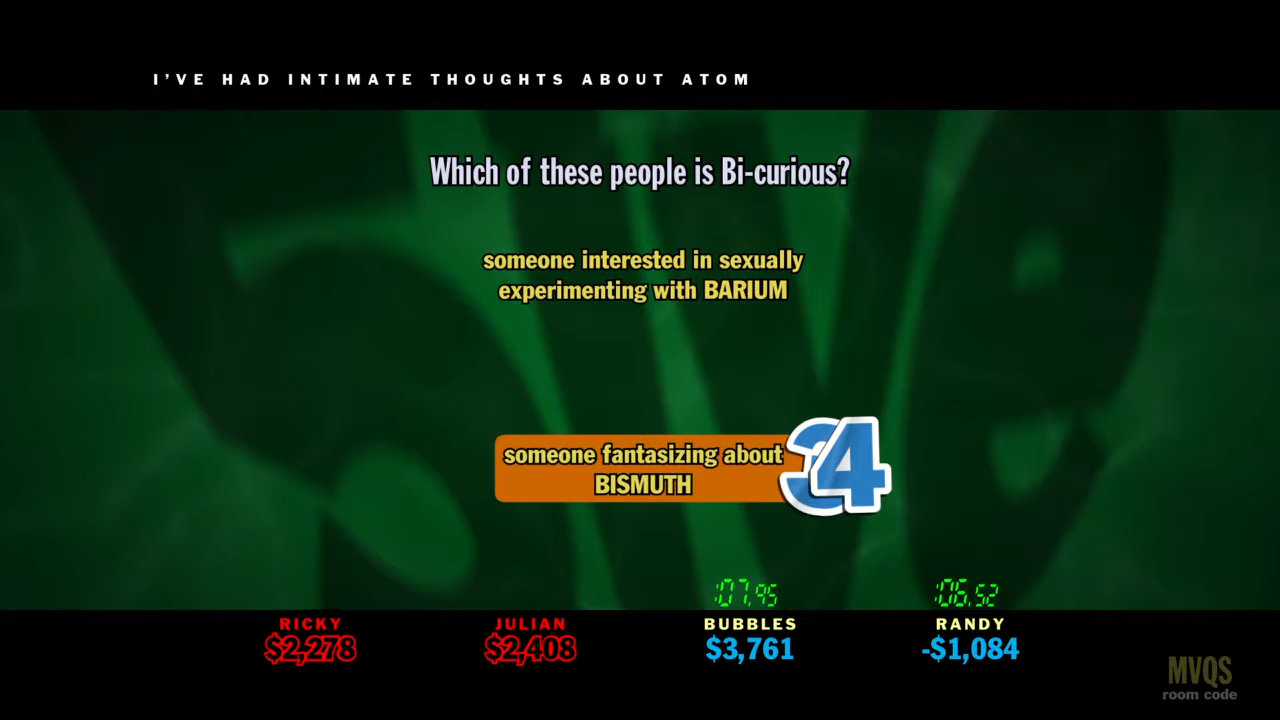 I'VE HAD INTIMATE THOUGHTS ABOUT ATOM
Which of these people is Bi-curious?
someone interested in sexually
experimenting with BARIUM
someone fantasizing about
BISMUTH
34
:07.95
:06.52
RICKY
JULIAN
BUBBLES
RANDY
$2,278
$2,408
$3,761
-$1,084
MVQS
room code